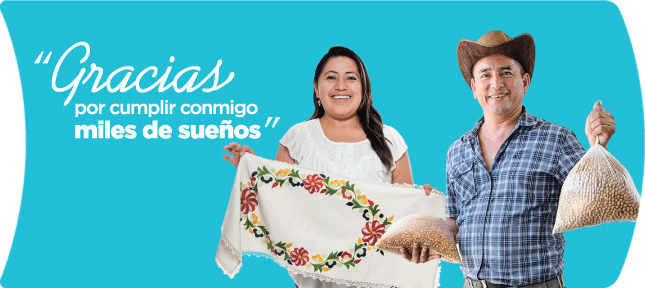 “Gracias
por cumplir conmigo
miles de sueños”